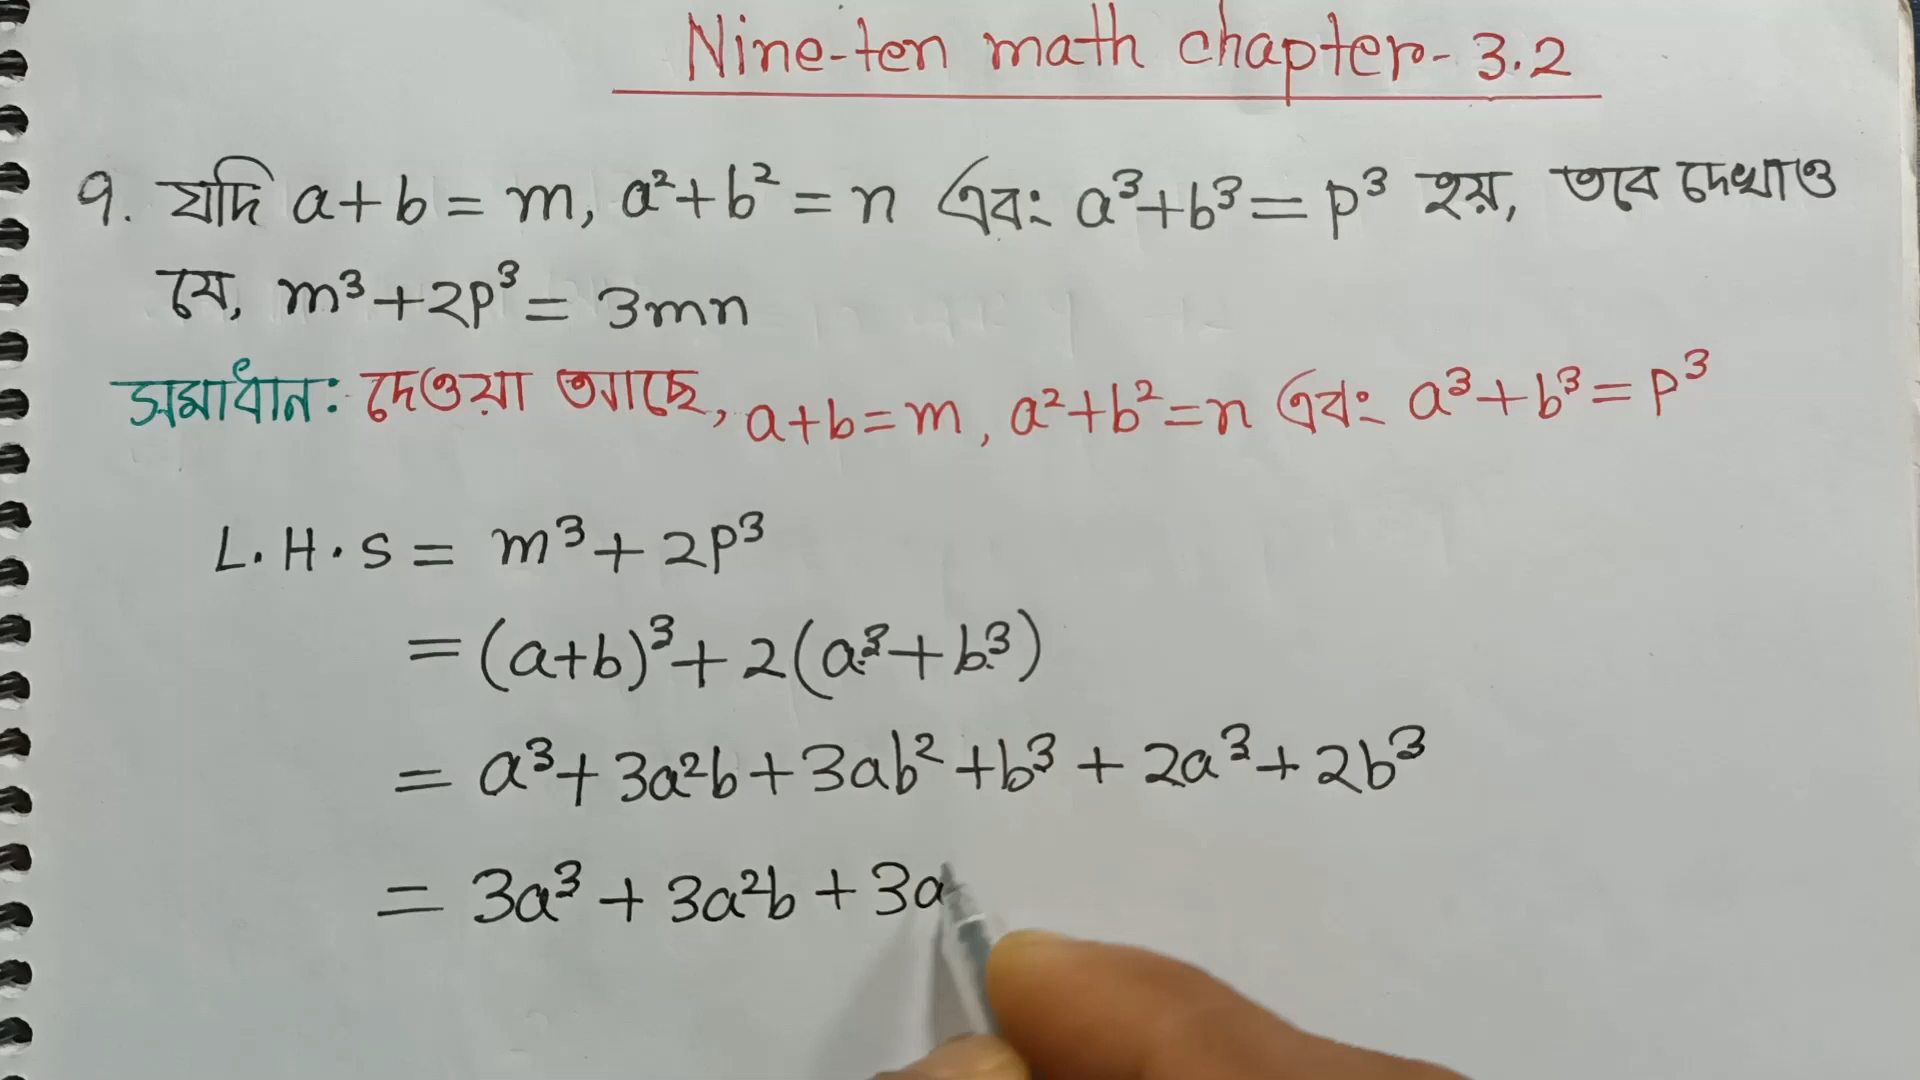 Nine-ten math chapter-3.2
9. যদি a+b=m, a²+b²=n এবং a³+b³=p³ হয়, তবে দেখাও
যে, m³+2p³=3mn
সমাধান: দেওয়া আছে, a+b=m, a²+b²=n এবং a³+b³=p³
L.H.S = m³+2p³
=(a+b)³+2(a³+b³)
= a³+3a²b+3ab²+b³+2a³+2b³
= 3a³+3a²b+3a